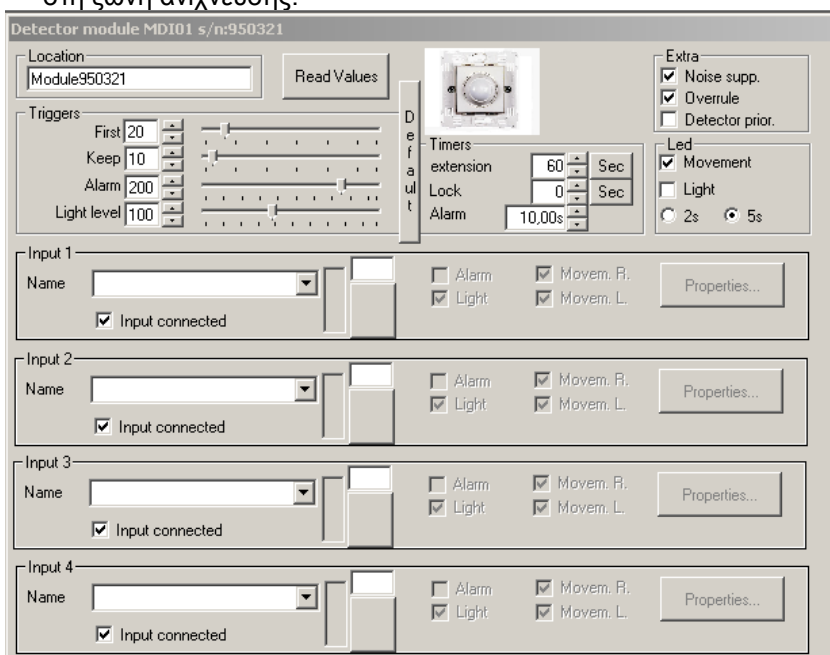 στη ζώνη ανίχνευσης.
Detector module MDI01 s/n:950321
Location
Module950321
Read Values
Triggers
First 20
Keep 10
Alarm 200
Light level 100
Default
Timers
extension 60 Sec
Lock 0 Sec
Alarm 10,00s
Extra
Noise supp.
Overrule
Detector prior.
Led
Movement
Light
2s 5s
Input 1
Name
Input connected
Alarm Movem. R.
Light Movem. L.
Properties...
Input 2
Name
Input connected
Alarm Movem. R.
Light Movem. L.
Properties...
Input 3
Name
Input connected
Alarm Movem. R.
Light Movem. L.
Properties...
Input 4
Name
Input connected
Alarm Movem. R.
Light Movem. L.
Properties...